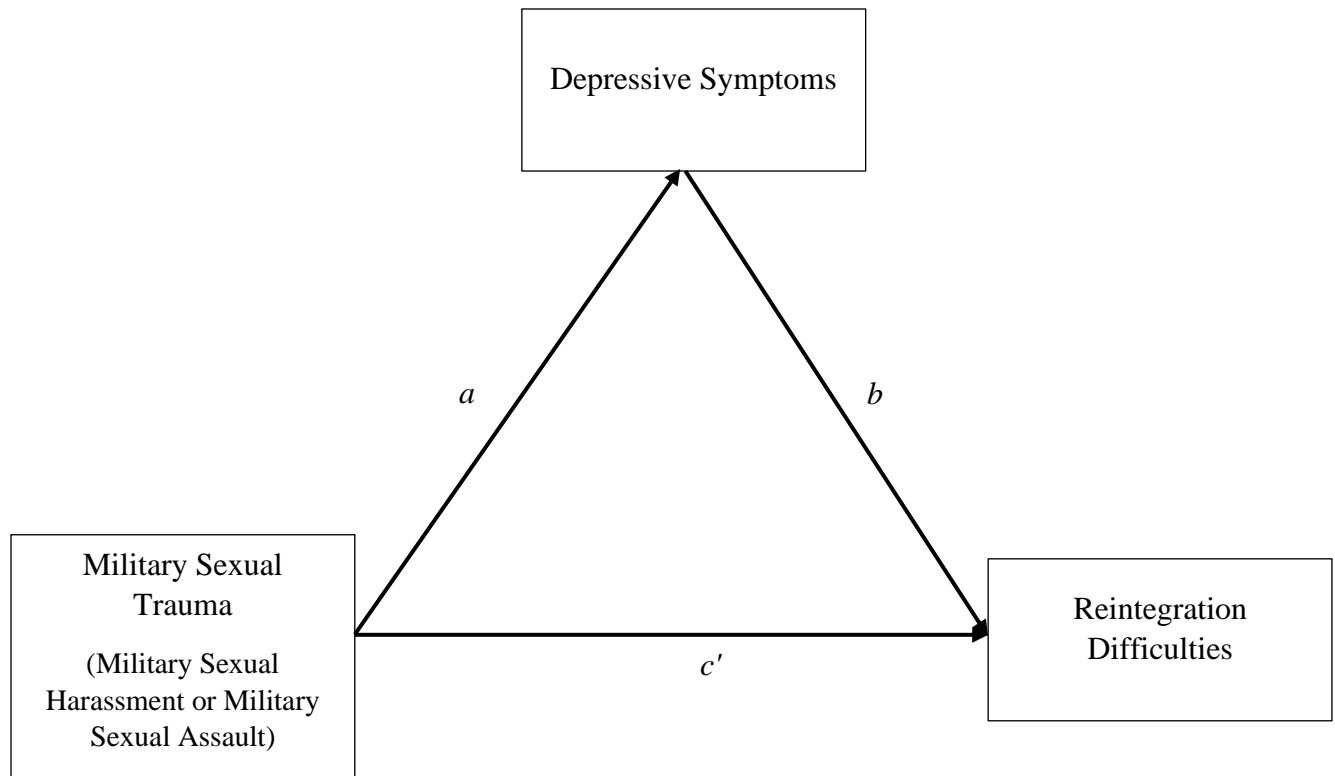 Depressive Symptoms
a
b
Military Sexual
Trauma
(Military Sexual
Harassment or Military
Sexual Assault)
c'
Reintegration
Difficulties